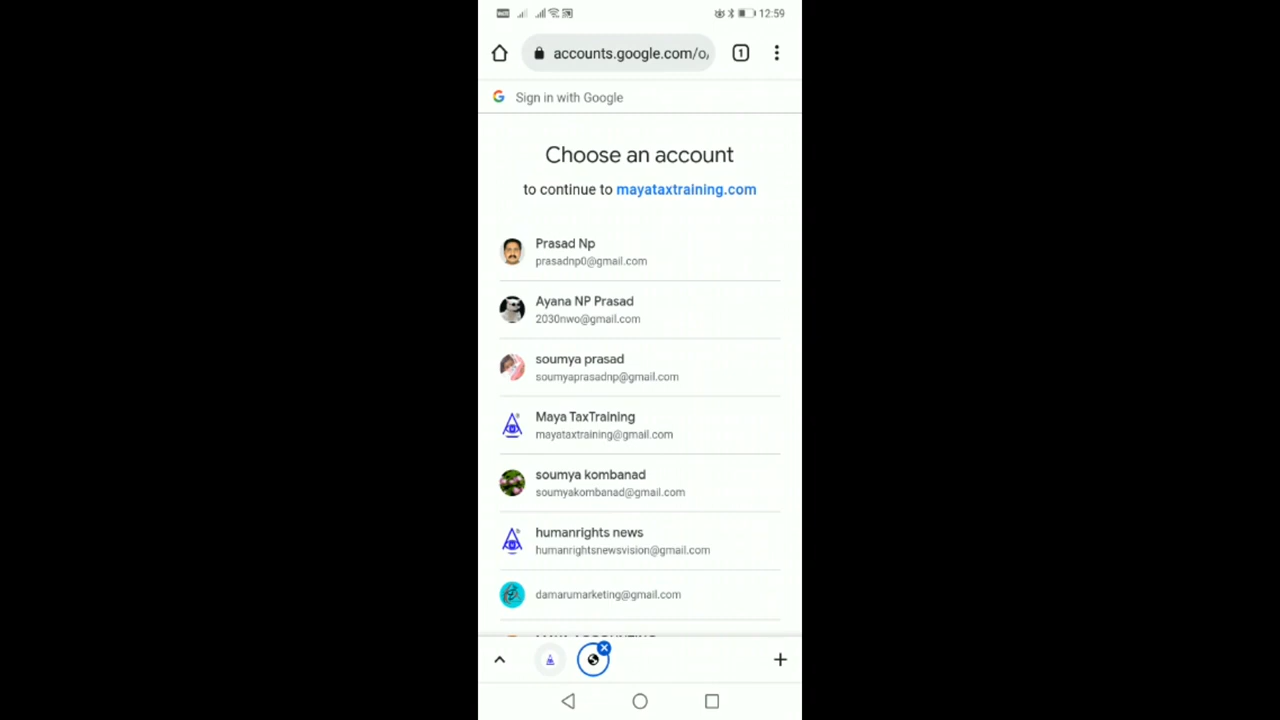 12:59
accounts.google.com/o/
1
Sign in with Google
Choose an account
to continue to mayataxtraining.com
Prasad Np
prasadnp0@gmail.com
Ayana NP Prasad
2030nwo@gmail.com
soumya prasad
soumyaprasadnp@gmail.com
Maya TaxTraining
mayataxtraining@gmail.com
soumya kombanad
soumyakombanad@gmail.com
humanrights news
humanrightsnewsvision@gmail.com
damarumarketing@gmail.com